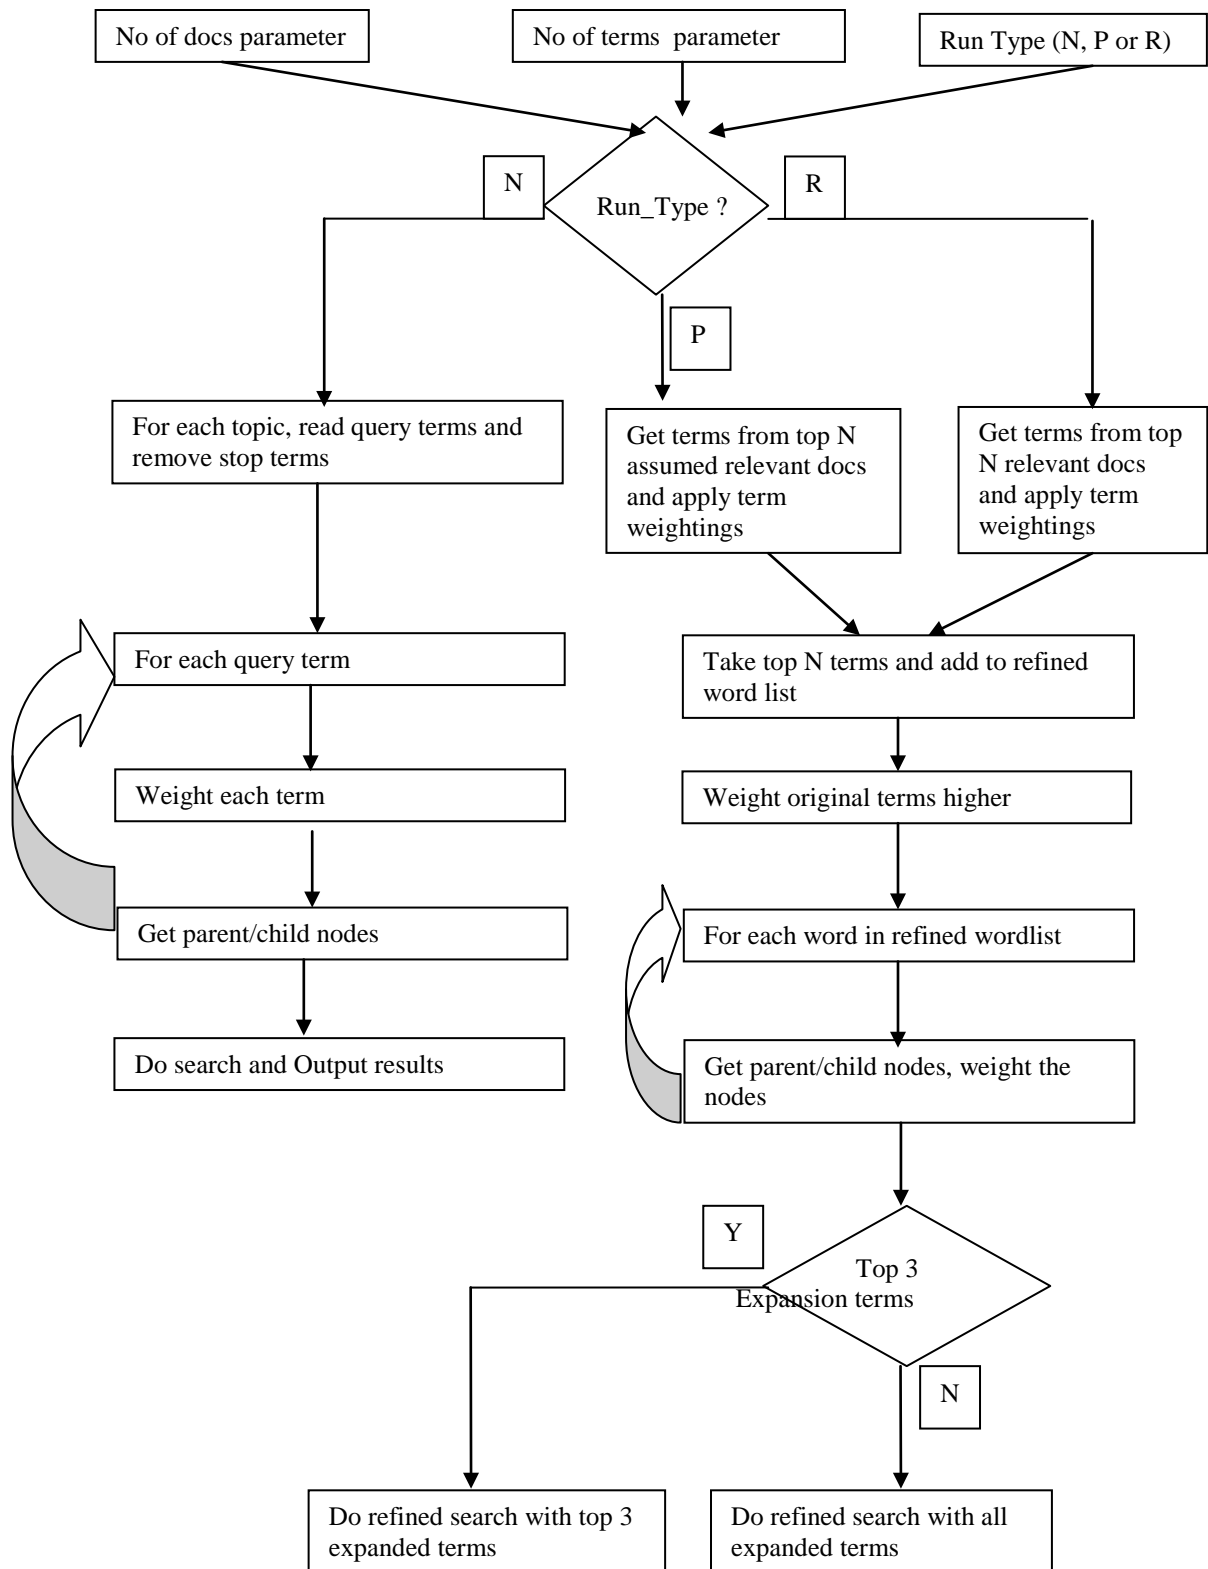 No of docs parameter
No of terms  parameter
Run Type (N, P or R)
N
R
Run_Type ?
P
For each topic, read query terms and
remove stop terms
Get terms from top N
assumed relevant docs
and apply term
weightings
Get terms from top
N relevant docs
and apply term
weightings
For each query term
Take top N terms and add to refined
word list
Weight each term
Weight original terms higher
Get parent/child nodes
For each word in refined wordlist
Do search and Output results
Get parent/child nodes, weight the
nodes
Y
Top 3
Expansion terms
N
Do refined search with top 3
expanded terms
Do refined search with all
expanded terms